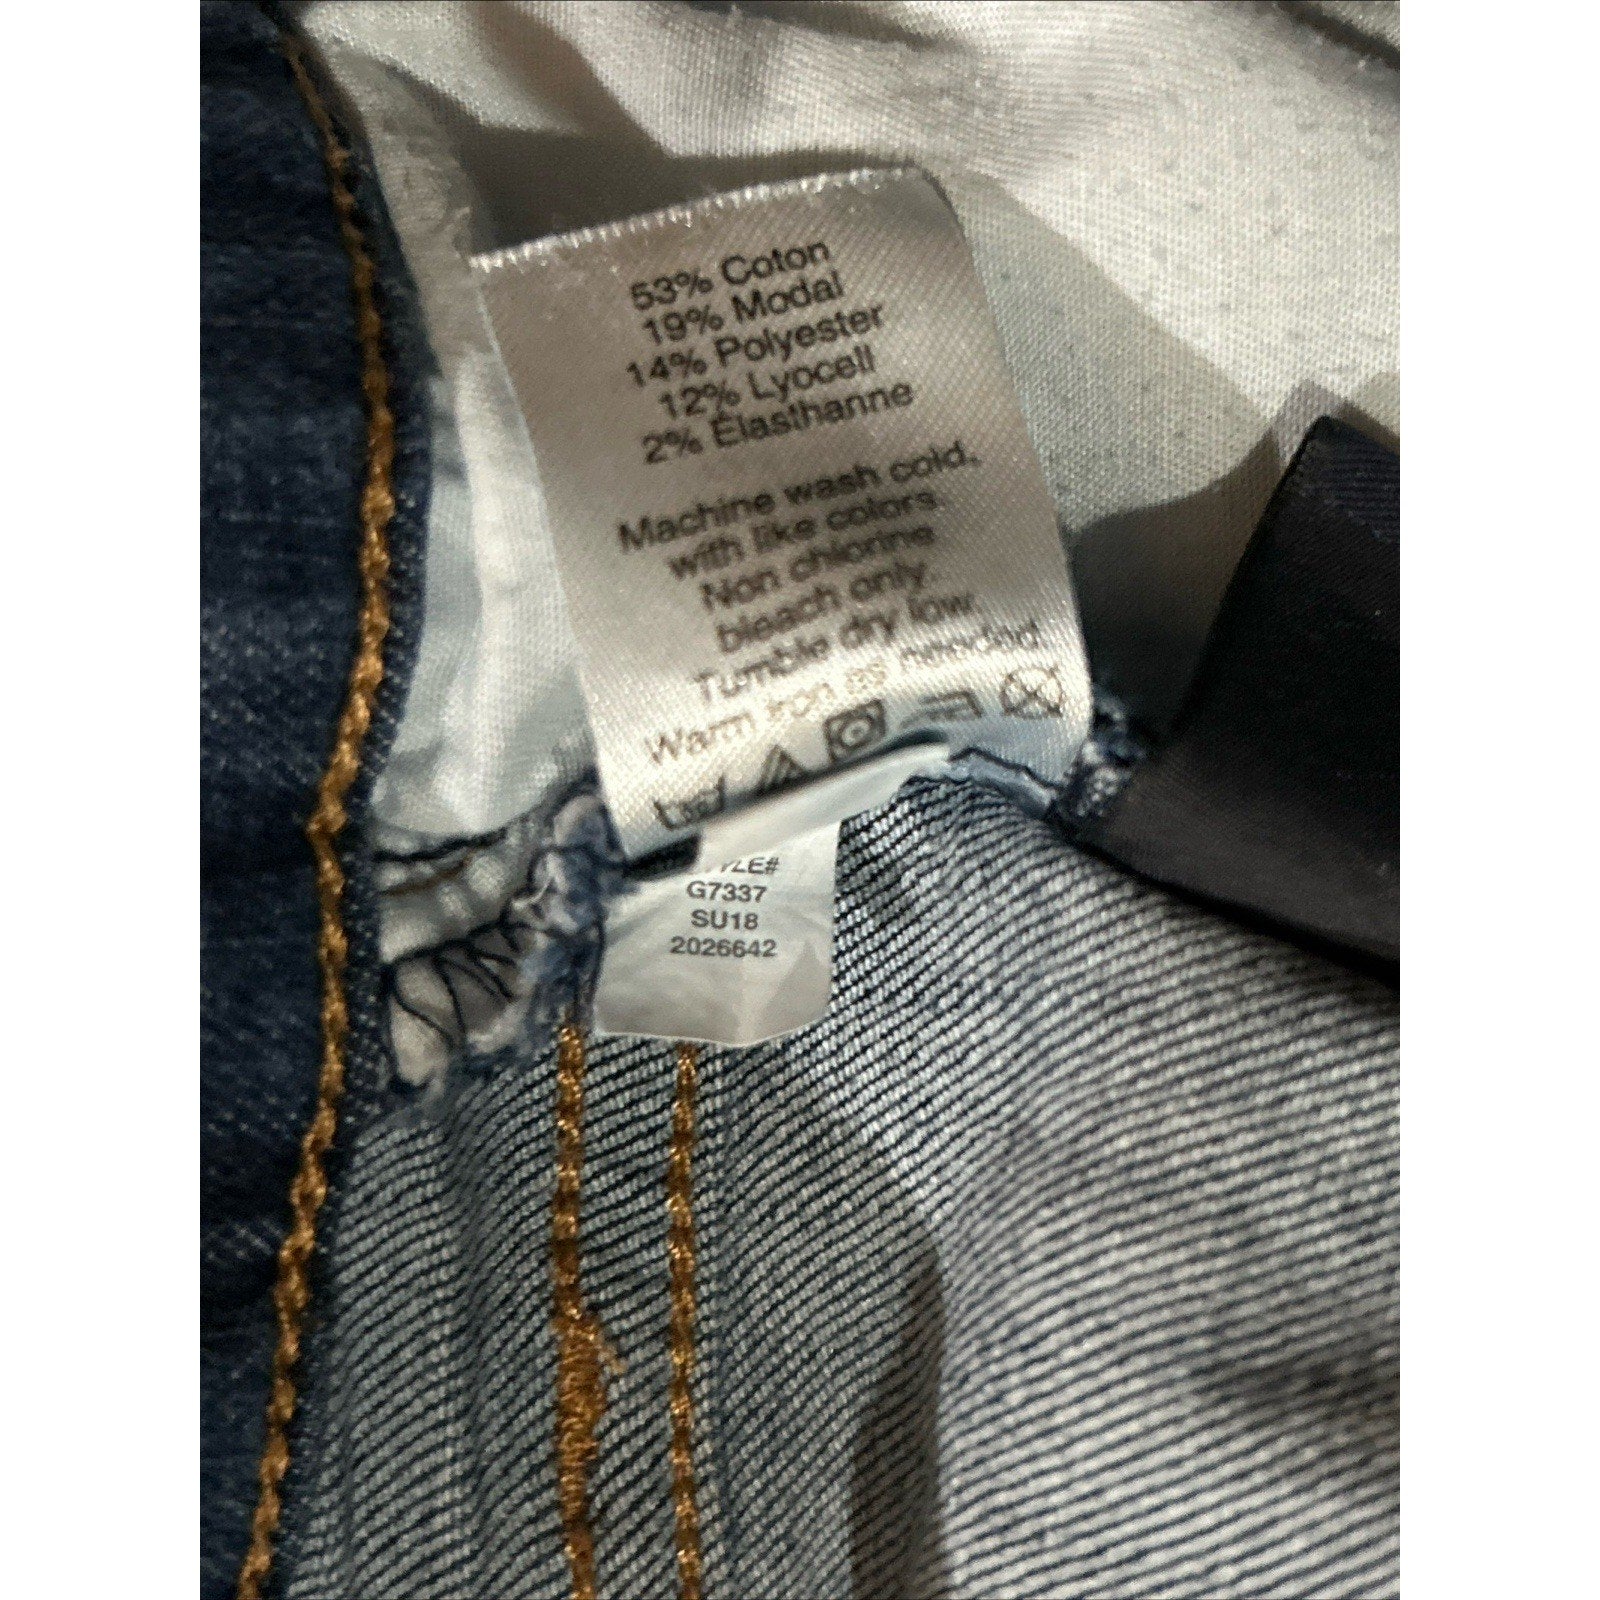 53% Coton
19% Modal
14% Polyester
12% Lyocell
2% Élasthanne
Machine wash cold,
with like colors.
Non chlorine
bleach only.
Tumble dry low.
Warm iron as needed.
G7337
SU18
2026642